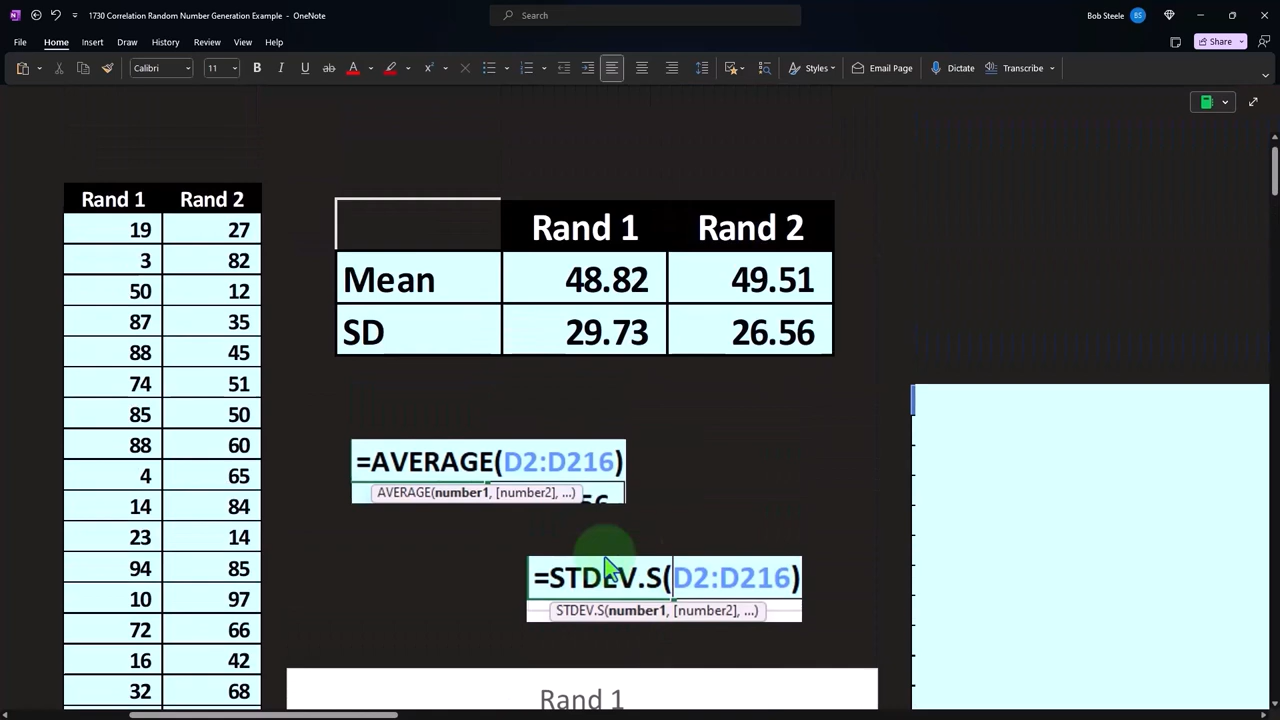 1730 Correlation Random Number Generation Example - OneNote
Search
Bob Steele
BS
File Home Insert Draw History Review View Help
Share
Calibri
11
B I U ab A
Styles
Email Page
Dictate
Transcribe
Rand 1 Rand 2
19 27
3 82
50 12
87 35
88 45
74 51
85 50
88 60
4 65
14 84
23 14
94 85
10 97
72 66
16 42
32 68
Rand 1 Rand 2
Mean 48.82 49.51
SD 29.73 26.56
=AVERAGE(D2:D216)
AVERAGE(number1, [number2], ...)
=STDEV.S(D2:D216)
STDEV.S(number1, [number2], ...)
Rand 1